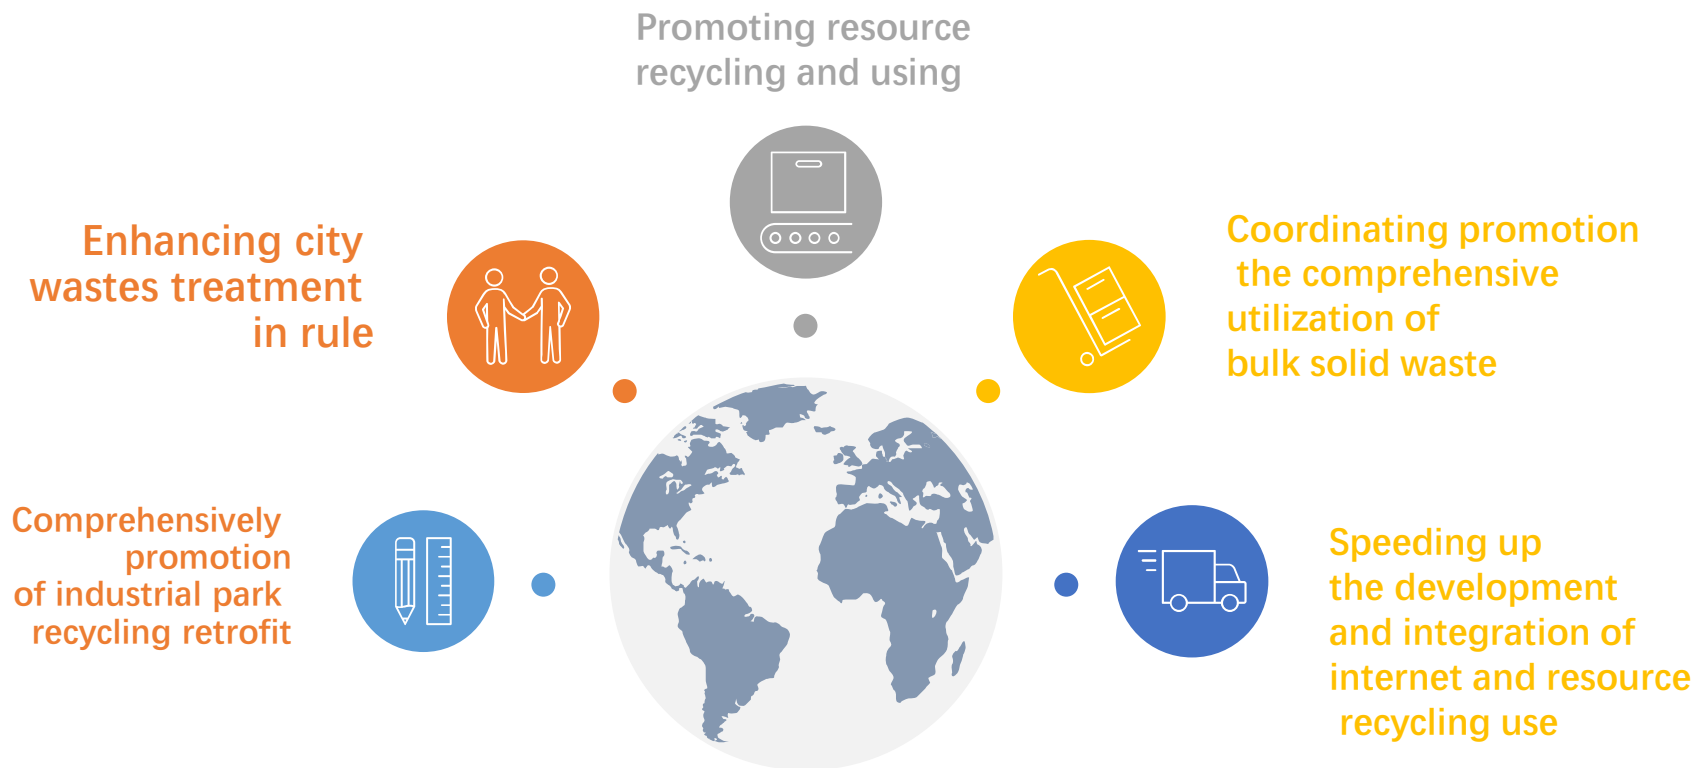 Promoting resource
recycling and using
Enhancing city
wastes treatment
in rule
Coordinating promotion
the comprehensive
utilization of
bulk solid waste
Comprehensively
promotion
of industrial park
recycling retrofit
Speeding up
the development
and integration of
internet and resource
recycling use